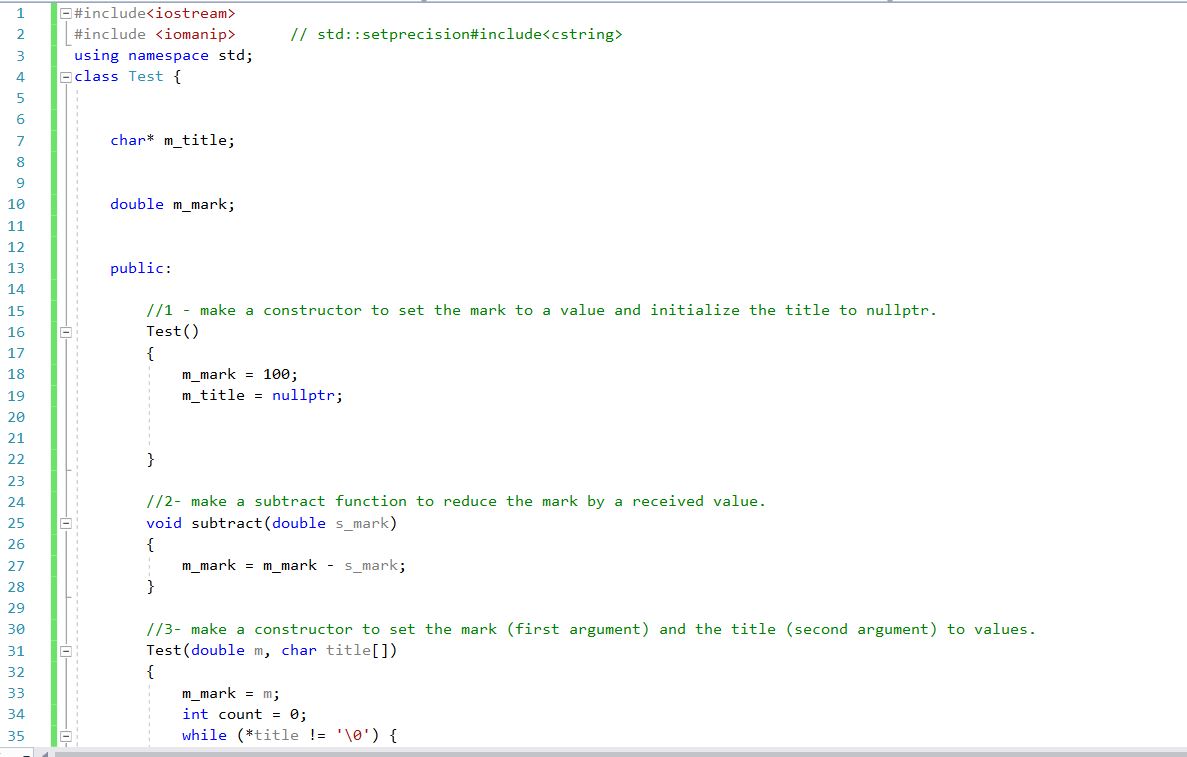 1 #include<iostream>
2 #include <iomanip>      // std::setprecision#include<cstring>
3 using namespace std;
4 class Test {
5
6
7     char* m_title;
8
9
10     double m_mark;
11
12
13     public:
14
15         //1 - make a constructor to set the mark to a value and initialize the title to nullptr.
16         Test()
17         {
18             m_mark = 100;
19             m_title = nullptr;
20
21
22         }
23
24         //2- make a subtract function to reduce the mark by a received value.
25         void subtract(double s_mark)
26         {
27             m_mark = m_mark - s_mark;
28         }
29
30         //3- make a constructor to set the mark (first argument) and the title (second argument) to values.
31         Test(double m, char title[])
32         {
33             m_mark = m;
34             int count = 0;
35             while (*title != '\0') {